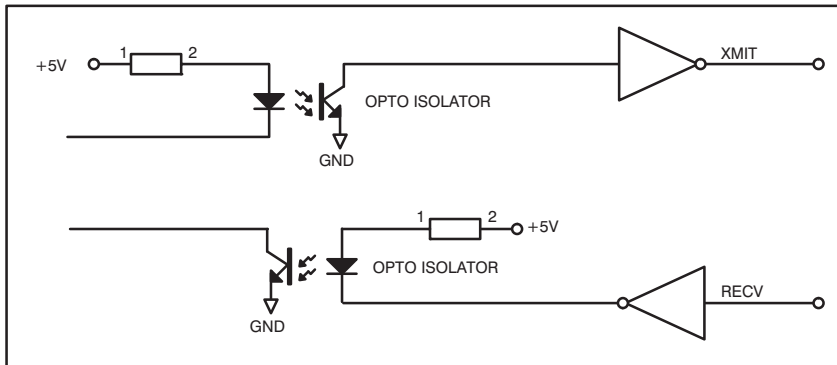 1 2
+5V
XMIT
OPTO ISOLATOR
GND
1 2
+5V
OPTO ISOLATOR
RECV
GND